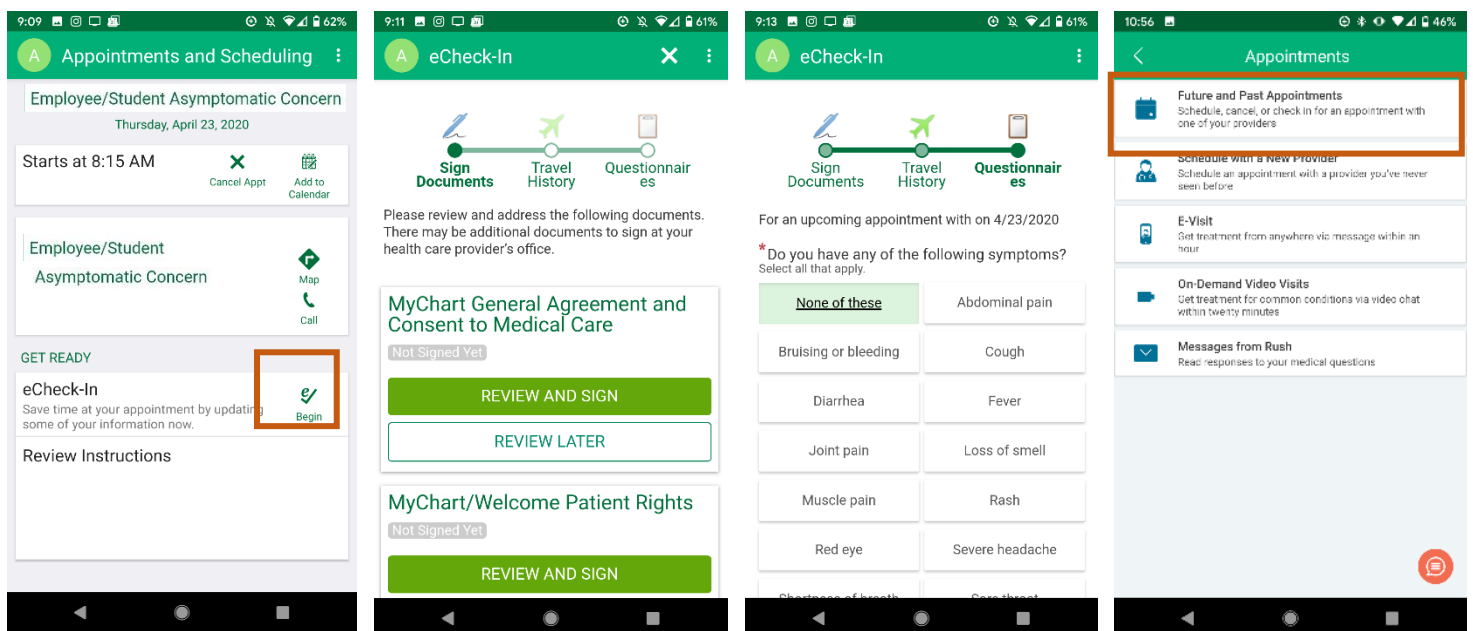 9:09
62%
A
Appointments and Scheduling
Employee/Student Asymptomatic Concern
Thursday, April 23, 2020
Starts at 8:15 AM
Cancel Appt
Add to
Calendar
Employee/Student
Asymptomatic Concern
Map
Call
GET READY
eCheck-In
Save time at your appointment by updating
some of your information now.
Begin
Review Instructions
9:11
61%
A
eCheck-In
Sign
Documents
Travel
History
Questionnair
es
Please review and address the following documents.
There may be additional documents to sign at your
health care provider's office.
MyChart General Agreement and
Consent to Medical Care
Not Signed Yet
REVIEW AND SIGN
REVIEW LATER
MyChart/Welcome Patient Rights
Not Signed Yet
REVIEW AND SIGN
9:13
61%
A
eCheck-In
Sign
Documents
Travel
History
Questionnair
es
For an upcoming appointment with on 4/23/2020
*Do you have any of the following symptoms?
Select all that apply.
None of these
Abdominal pain
Bruising or bleeding
Cough
Diarrhea
Fever
Joint pain
Loss of smell
Muscle pain
Rash
Red eye
Severe headache
Shortness of breath
Sore throat
10:56
46%
Appointments
Future and Past Appointments
Schedule, cancel, or check in for an appointment with
one of your providers
Schedule with a New Provider
Schedule an appointment with a provider you've never
seen before
E-Visit
Get treatment from anywhere via message within an
hour
On-Demand Video Visits
Get treatment for common conditions via video chat
within twenty minutes
Messages from Rush
Read responses to your medical questions